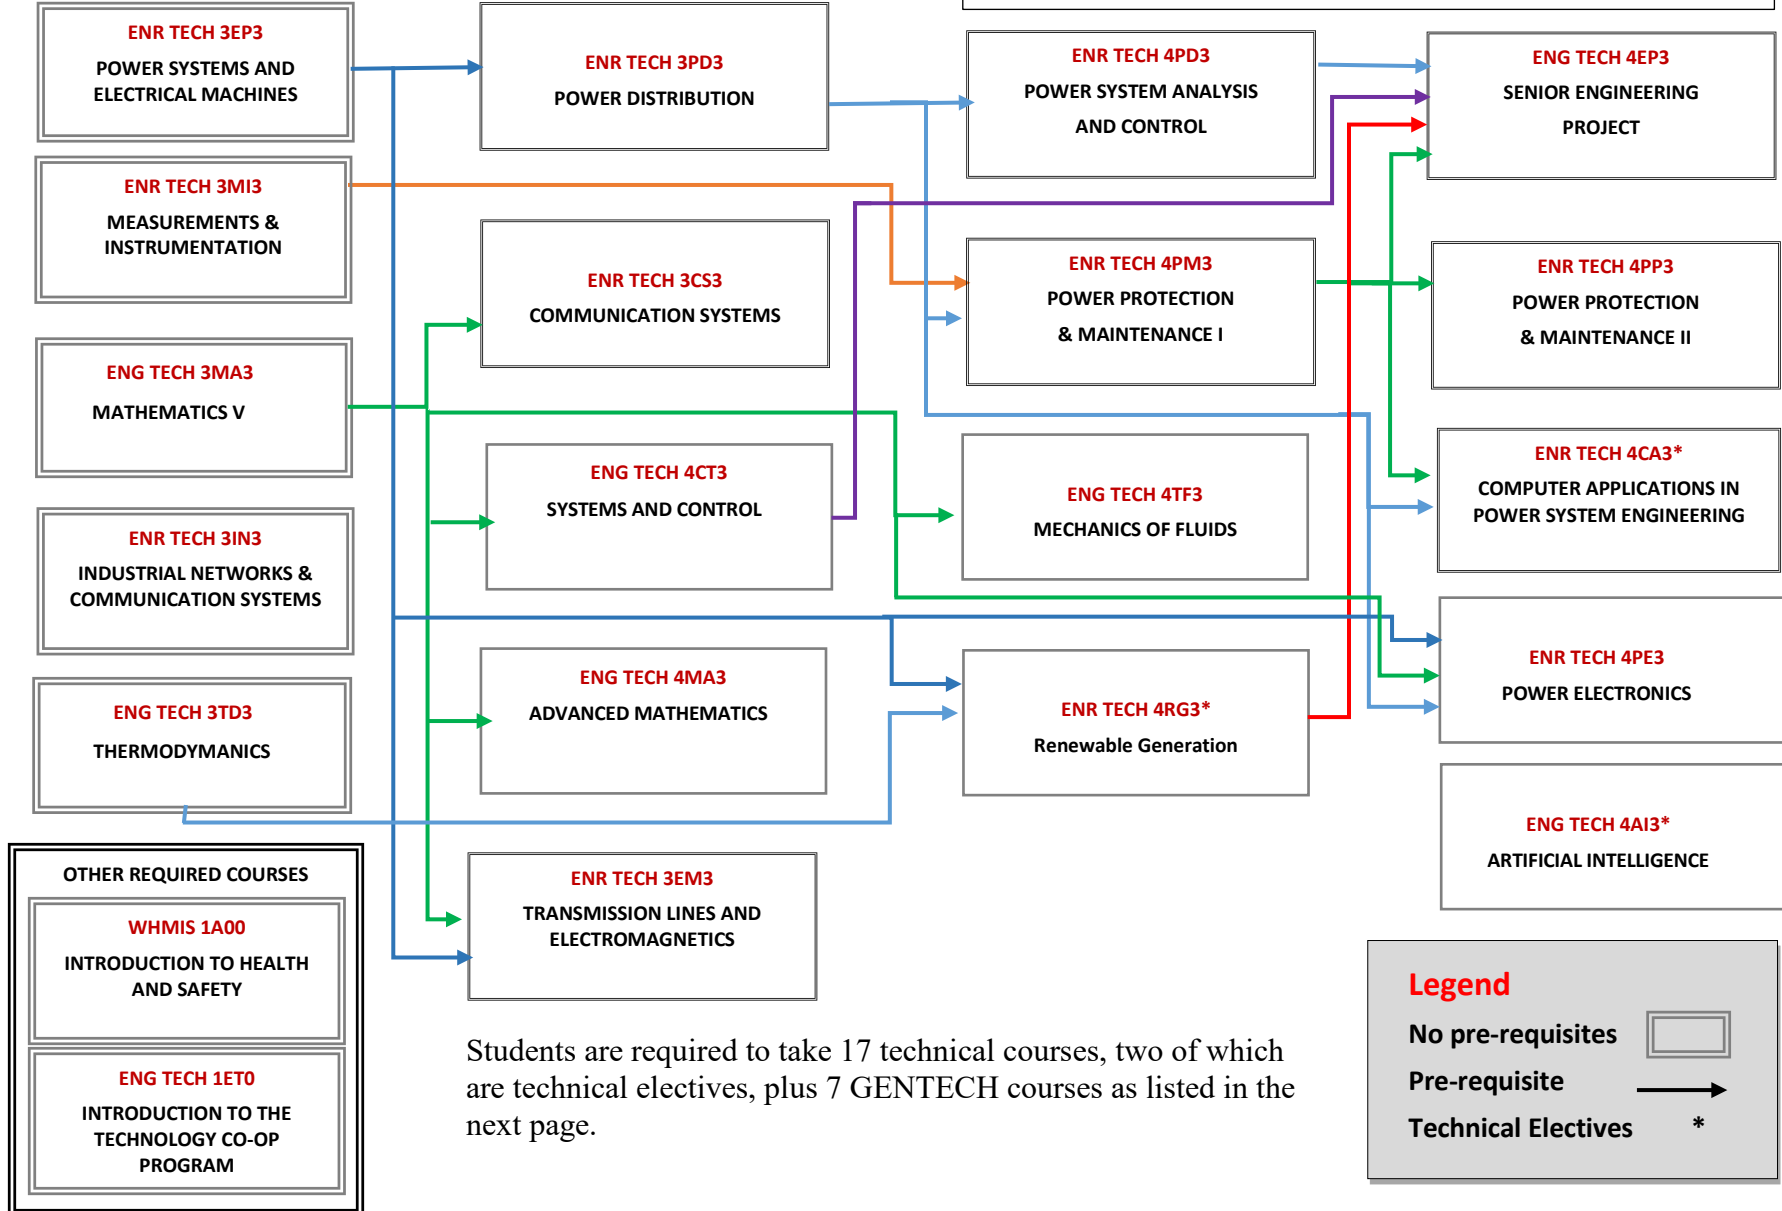 ENR TECH 3EP3
POWER SYSTEMS AND
ELECTRICAL MACHINES
ENR TECH 3MI3
MEASUREMENTS &
INSTRUMENTATION
ENG TECH 3MA3
MATHEMATICS V
ENR TECH 3IN3
INDUSTRIAL NETWORKS &
COMMUNICATION SYSTEMS
ENG TECH 3TD3
THERMODYMANICS
OTHER REQUIRED COURSES
WHMIS 1A00
INTRODUCTION TO HEALTH
AND SAFETY
ENG TECH 1ET0
INTRODUCTION TO THE
TECHNOLOGY CO-OP
PROGRAM
ENR TECH 3PD3
POWER DISTRIBUTION
ENR TECH 3CS3
COMMUNICATION SYSTEMS
ENG TECH 4CT3
SYSTEMS AND CONTROL
ENG TECH 4MA3
ADVANCED MATHEMATICS
ENR TECH 3EM3
TRANSMISSION LINES AND
ELECTROMAGNETICS
ENR TECH 4PD3
POWER SYSTEM ANALYSIS
AND CONTROL
ENR TECH 4PM3
POWER PROTECTION
& MAINTENANCE I
ENG TECH 4TF3
MECHANICS OF FLUIDS
ENR TECH 4RG3*
Renewable Generation
ENG TECH 4EP3
SENIOR ENGINEERING
PROJECT
ENR TECH 4PP3
POWER PROTECTION
& MAINTENANCE II
ENR TECH 4CA3*
COMPUTER APPLICATIONS IN
POWER SYSTEM ENGINEERING
ENR TECH 4PE3
POWER ELECTRONICS
ENG TECH 4AI3*
ARTIFICIAL INTELLIGENCE
Students are required to take 17 technical courses, two of which
are technical electives, plus 7 GENTECH courses as listed in the
next page.
Legend
No pre-requisites
Pre-requisite
Technical Electives *